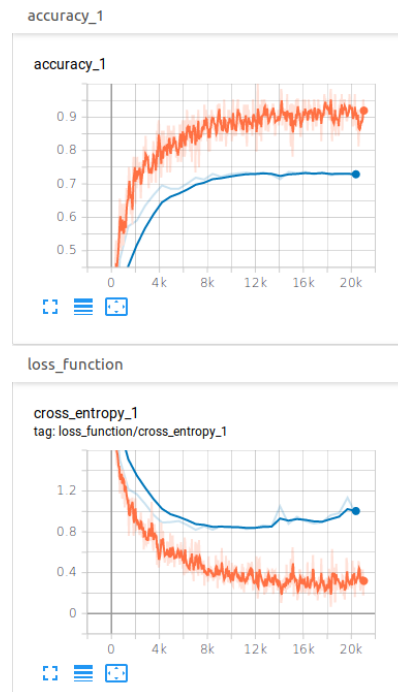 accuracy_1
accuracy_1
0.9
0.8
0.7
0.6
0.5
0 4k 8k 12k 16k 20k
loss_function
cross_entropy_1
tag: loss_function/cross_entropy_1
1.2
0.8
0.4
0
0 4k 8k 12k 16k 20k